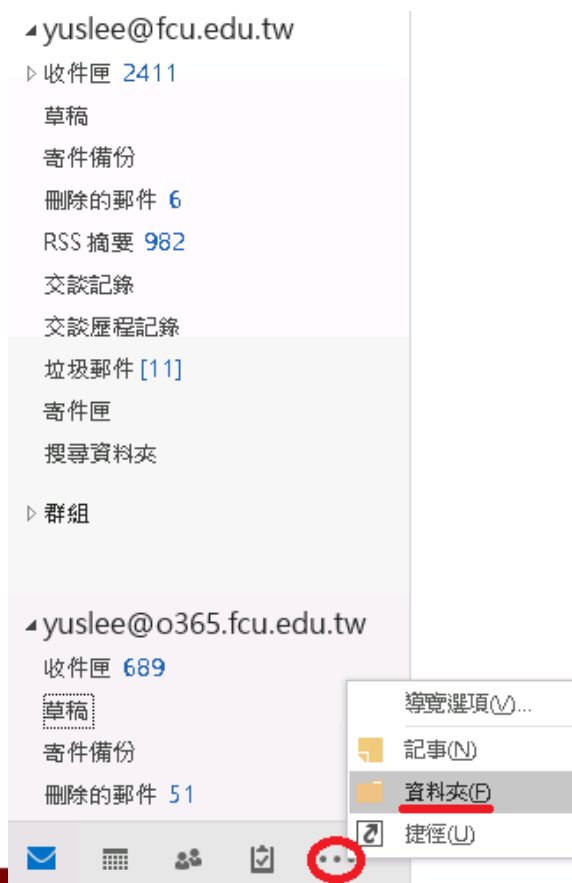 yuslee@fcu.edu.tw
收件匣 2411
草稿
寄件備份
刪除的郵件 6
RSS 摘要 982
交談記錄
交談歷程記錄
垃圾郵件 [11]
寄件匣
搜尋資料夾
群組
yuslee@o365.fcu.edu.tw
收件匣 689
草稿
寄件備份
刪除的郵件 51
導覽選項(V)...
記事(N)
資料夾(F)
捷徑(U)